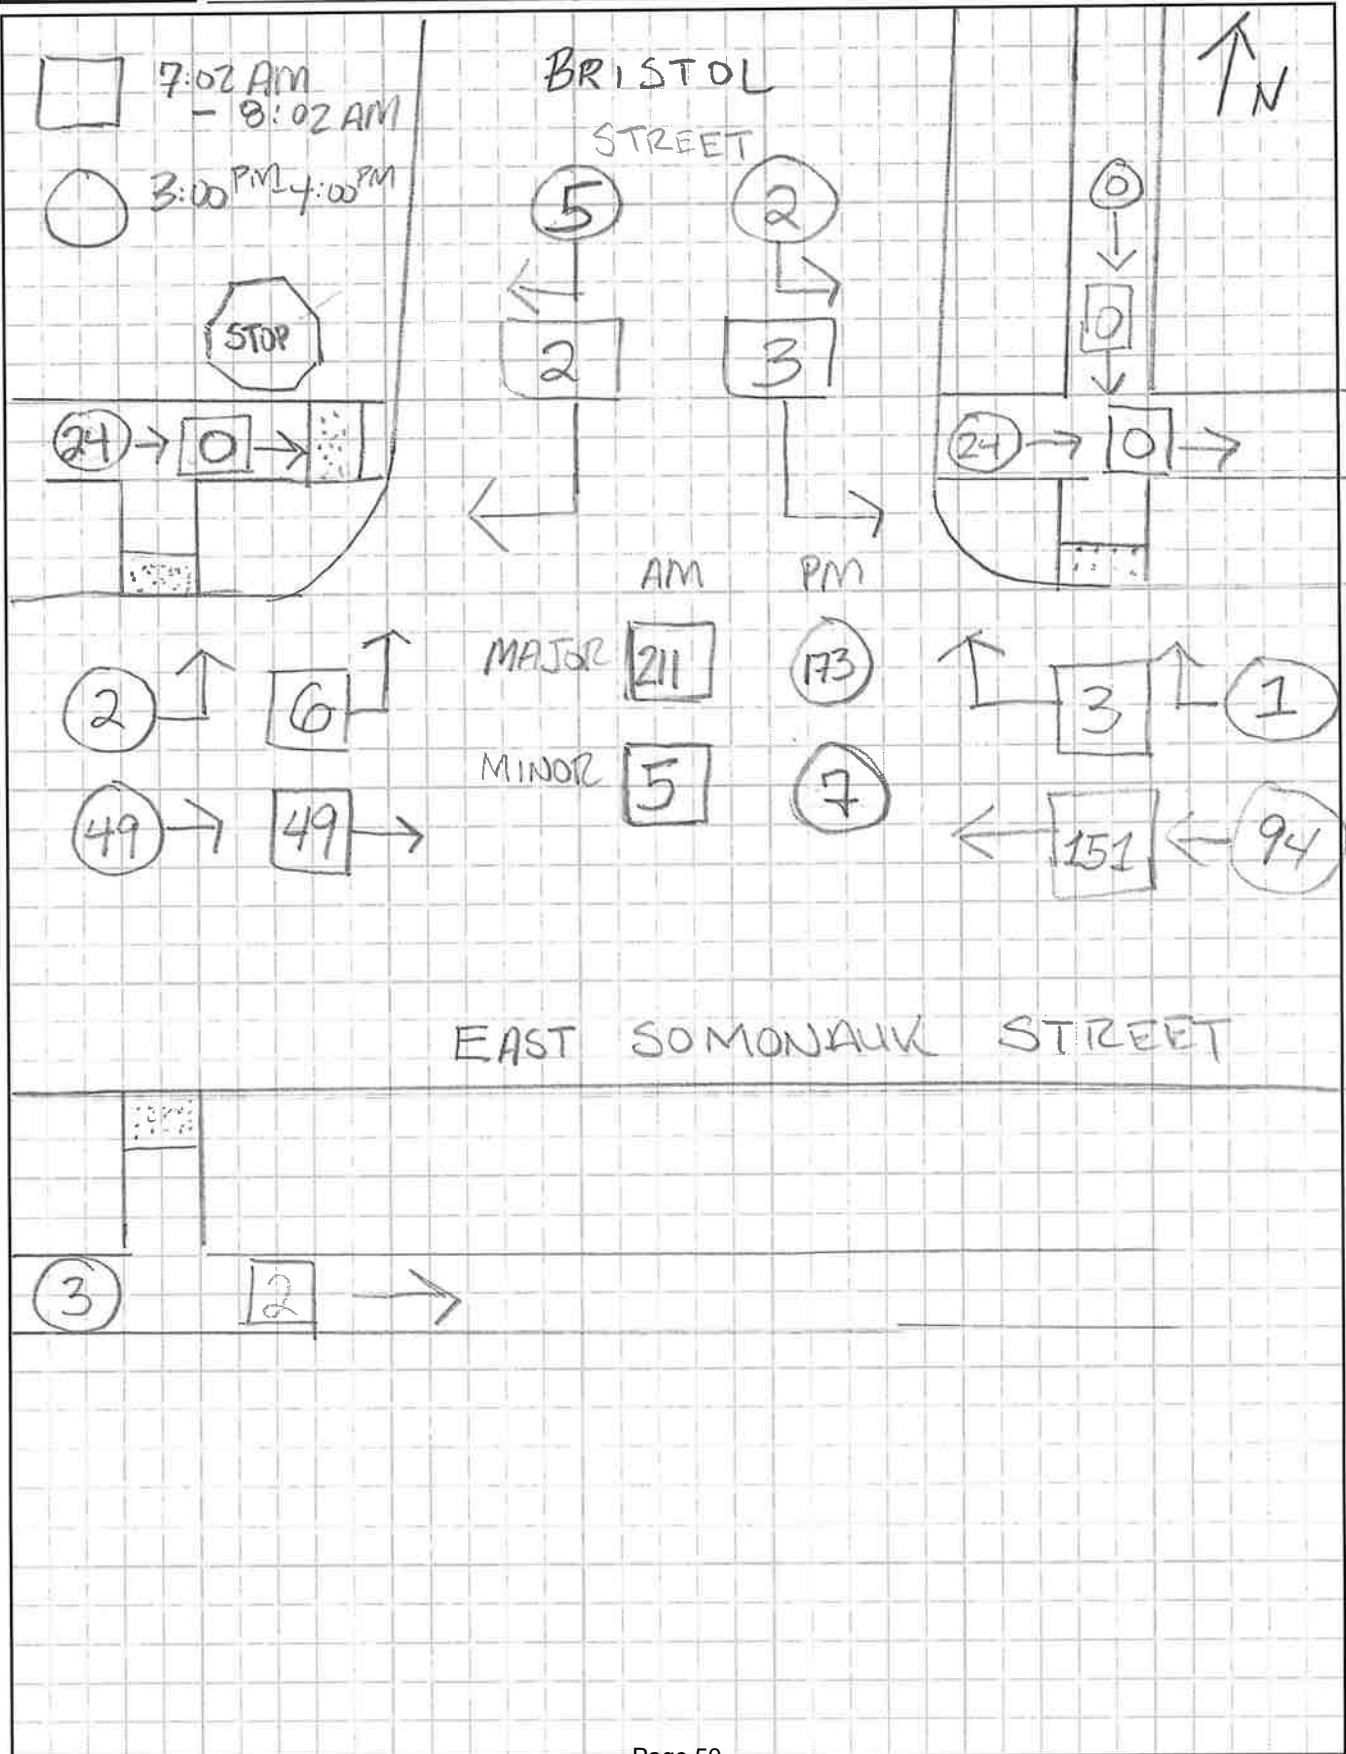 7:02 AM
- 8:02 AM
3:00 PM - 4:00 PM
BRISTOL
STREET
N
5 2 0
STOP
2 3 0
24 0 24 0
AM PM
MAJOR 211 173
2 6 3 1
MINOR 5 7
49 49 151 94
EAST SOMONAUK STREET
3 2
Page 50